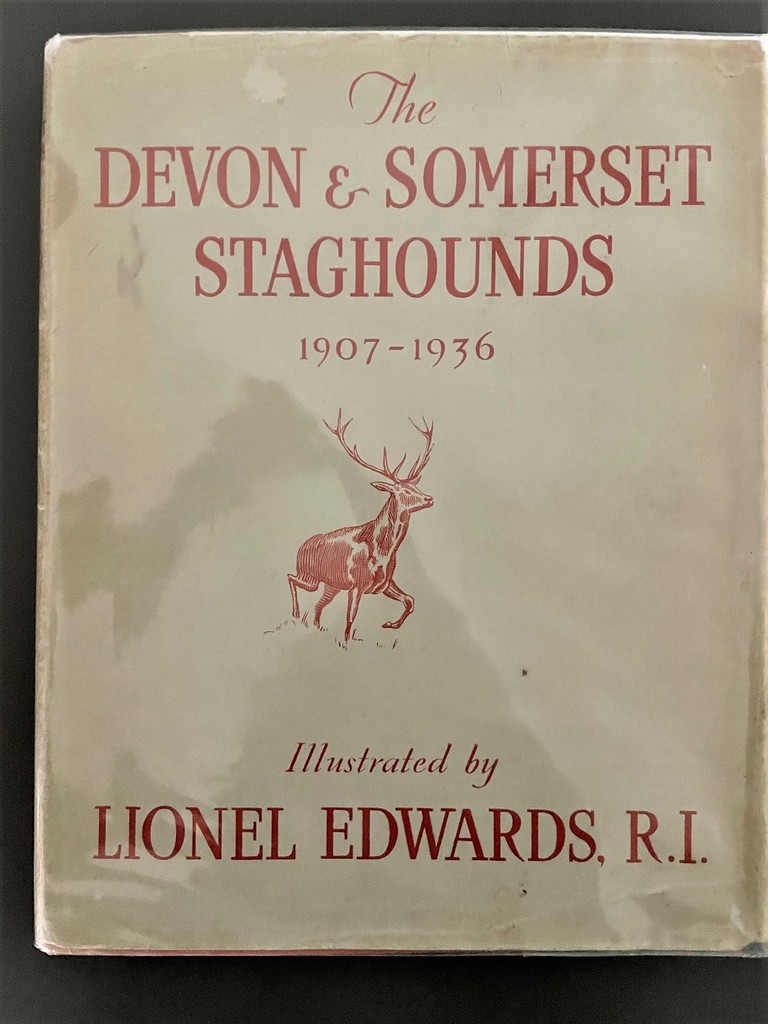 The
DEVON & SOMERSET
STAGHOUNDS
1907-1936
Illustrated by
LIONEL EDWARDS, R.I.